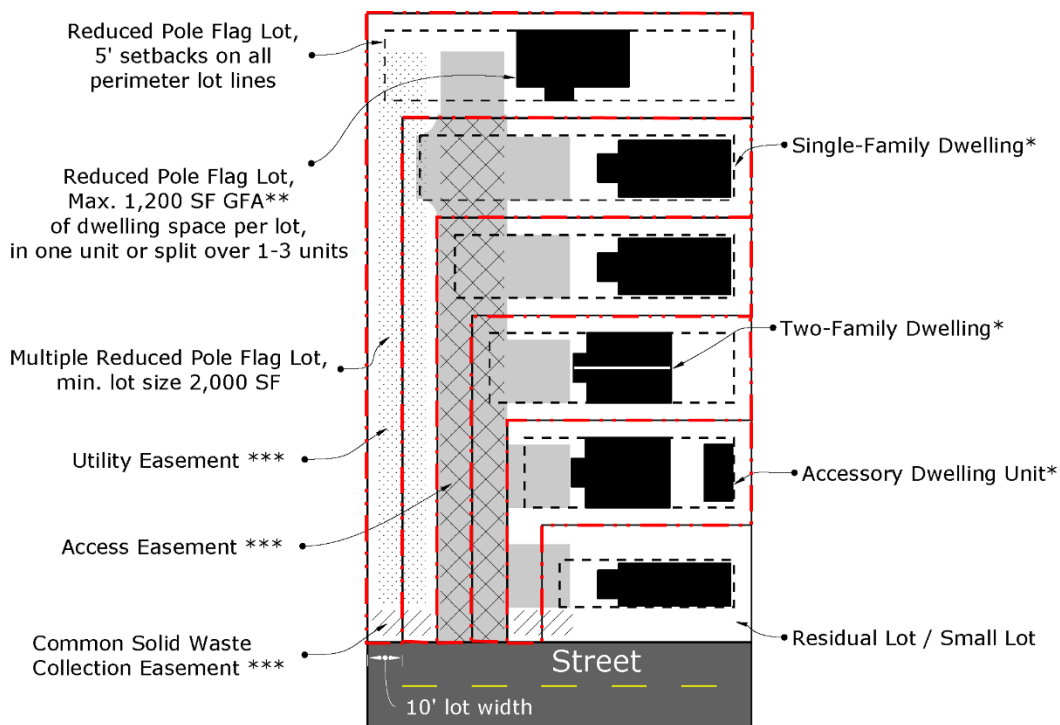 Reduced Pole Flag Lot,
5' setbacks on all
perimeter lot lines
Reduced Pole Flag Lot,
Max. 1,200 SF GFA**
of dwelling space per lot,
in one unit or split over 1-3 units
Multiple Reduced Pole Flag Lot,
min. lot size 2,000 SF
Utility Easement ***
Access Easement ***
Common Solid Waste
Collection Easement ***
Single-Family Dwelling*
Two-Family Dwelling*
Accessory Dwelling Unit*
Residual Lot / Small Lot
Street
10' lot width